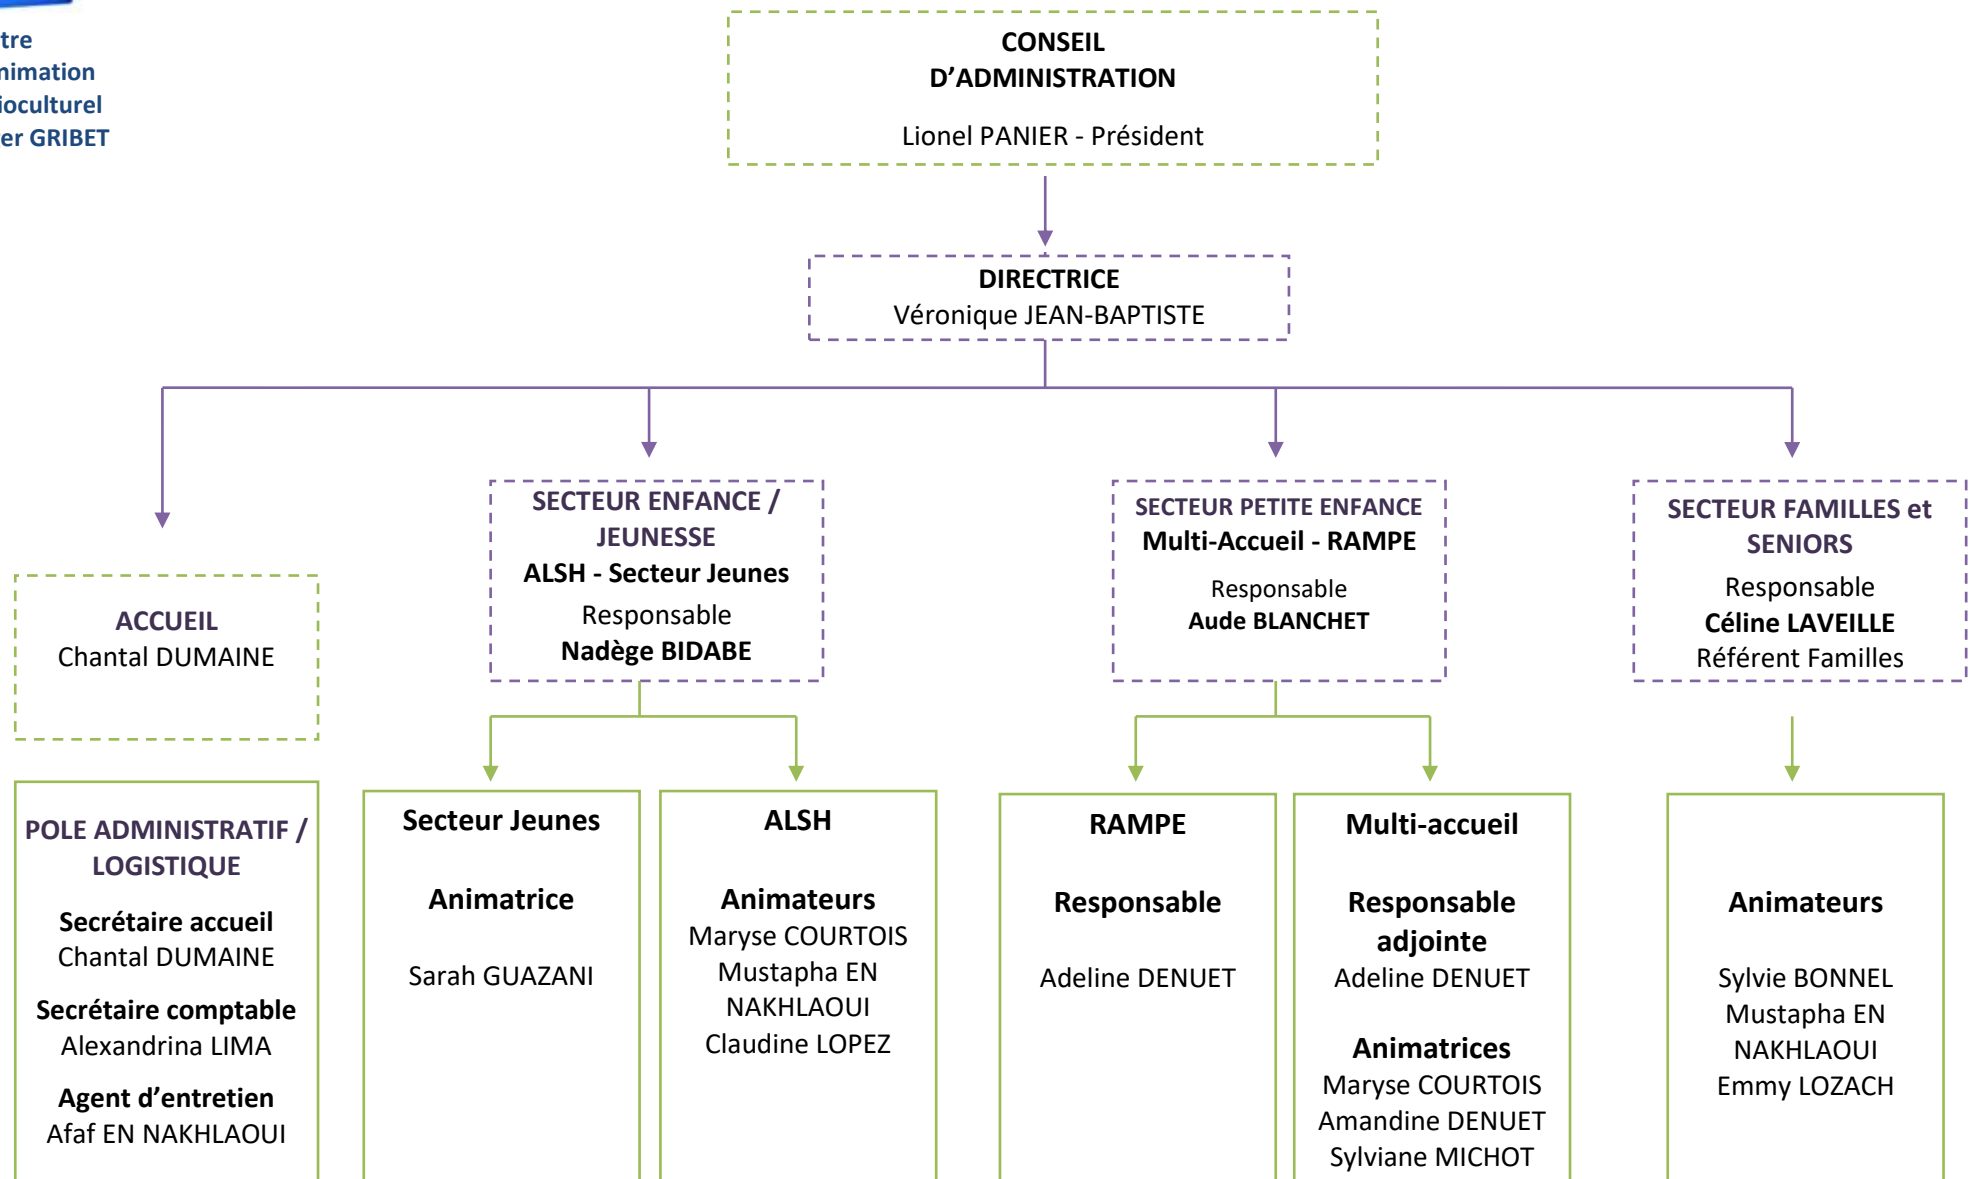 tre
nimation
ioculturel
er GRIBET
CONSEIL
D'ADMINISTRATION
Lionel PANIER - Président
DIRECTRICE
Véronique JEAN-BAPTISTE
ACCUEIL
Chantal DUMAINE
SECTEUR ENFANCE /
JEUNESSE
ALSH - Secteur Jeunes
Responsable
Nadège BIDABE
SECTEUR PETITE ENFANCE
Multi-Accueil - RAMPE
Responsable
Aude BLANCHET
SECTEUR FAMILLES et
SENIORS
Responsable
Céline LAVEILLE
Référent Familles
POLE ADMINISTRATIF /
LOGISTIQUE
Secrétaire accueil
Chantal DUMAINE
Secrétaire comptable
Alexandrina LIMA
Agent d’entretien
Afaf EN NAKHLAOUI
Secteur Jeunes
Animatrice
Sarah GUAZANI
ALSH
Animateurs
Maryse COURTOIS
Mustapha EN
NAKHLAOUI
Claudine LOPEZ
RAMPE
Responsable
Adeline DENUET
Multi-accueil
Responsable
adjointe
Adeline DENUET
Animatrices
Maryse COURTOIS
Amandine DENUET
Sylviane MICHOT
Animateurs
Sylvie BONNEL
Mustapha EN
NAKHLAOUI
Emmy LOZACH